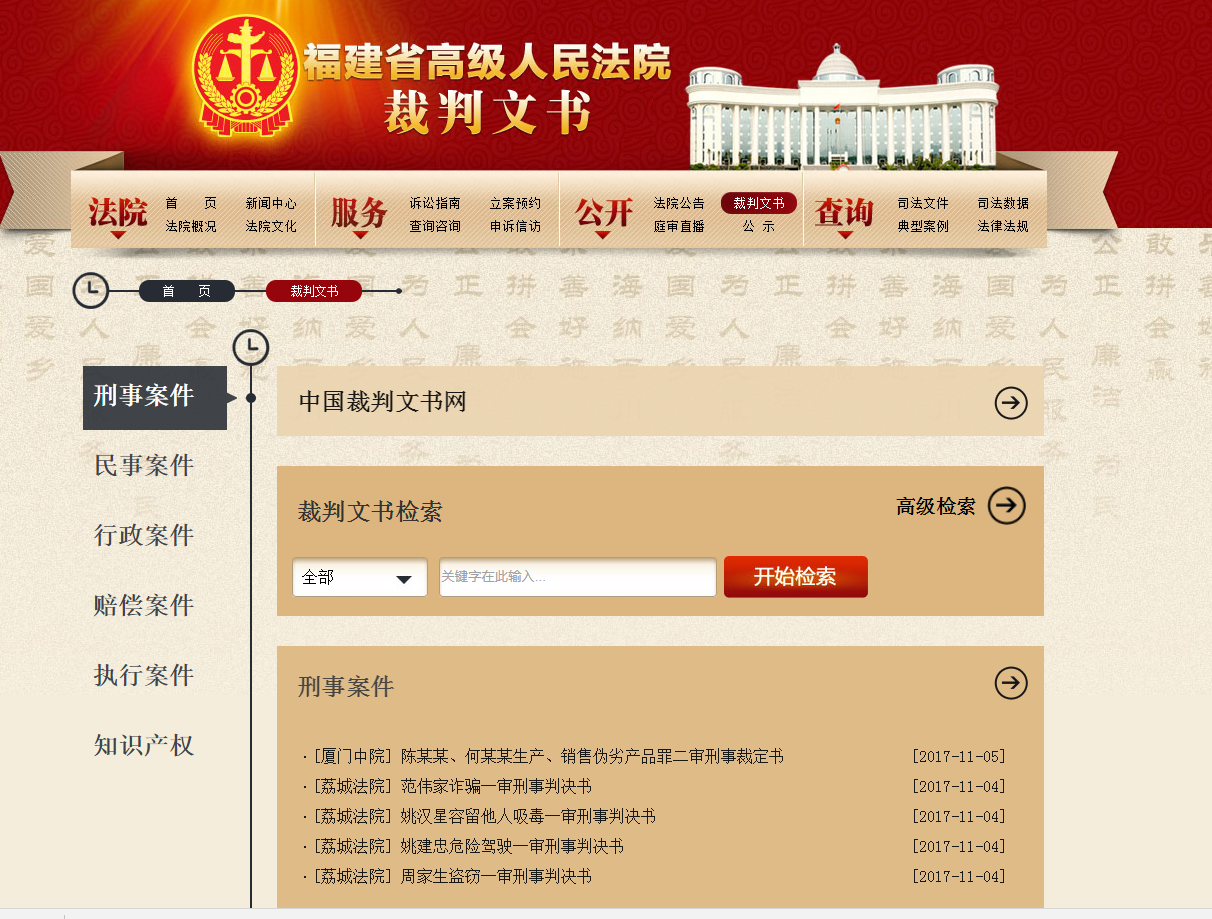 福建省高级人民法院
裁判文书
法院 首 页 新闻中心 服务 诉讼指南 立案预约 公开 法院公告 裁判文书 查询 司法文件 司法数据
法院概况 法院文化 查询咨询 申诉信访 庭审直播 公 示 典型案例 法律法规
首 页 裁判文书
刑事案件
民事案件
行政案件
赔偿案件
执行案件
知识产权
中国裁判文书网
裁判文书检索 高级检索
全部 关键字在此输入... 开始检索
刑事案件
· [厦门中院] 陈某某、何某某生产、销售伪劣产品罪二审刑事裁定书 [2017-11-05]
· [荔城法院] 范伟家诈骗一审刑事判决书 [2017-11-04]
· [荔城法院] 姚汉星容留他人吸毒一审刑事判决书 [2017-11-04]
· [荔城法院] 姚建忠危险驾驶一审刑事判决书 [2017-11-04]
· [荔城法院] 周家生盗窃一审刑事判决书 [2017-11-04]